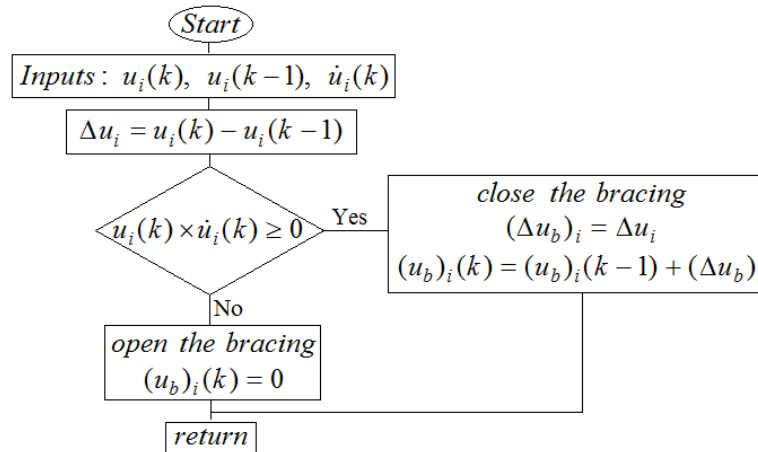 Start
Inputs: u_i(k), u_i(k−1), u̇_i(k)
Δu_i = u_i(k) − u_i(k−1)
u_i(k) × u̇_i(k) ≥ 0
Yes
close the bracing
(Δu_b)_i = Δu_i
(u_b)_i(k) = (u_b)_i(k−1) + (Δu_b)
No
open the bracing
(u_b)_i(k) = 0
return